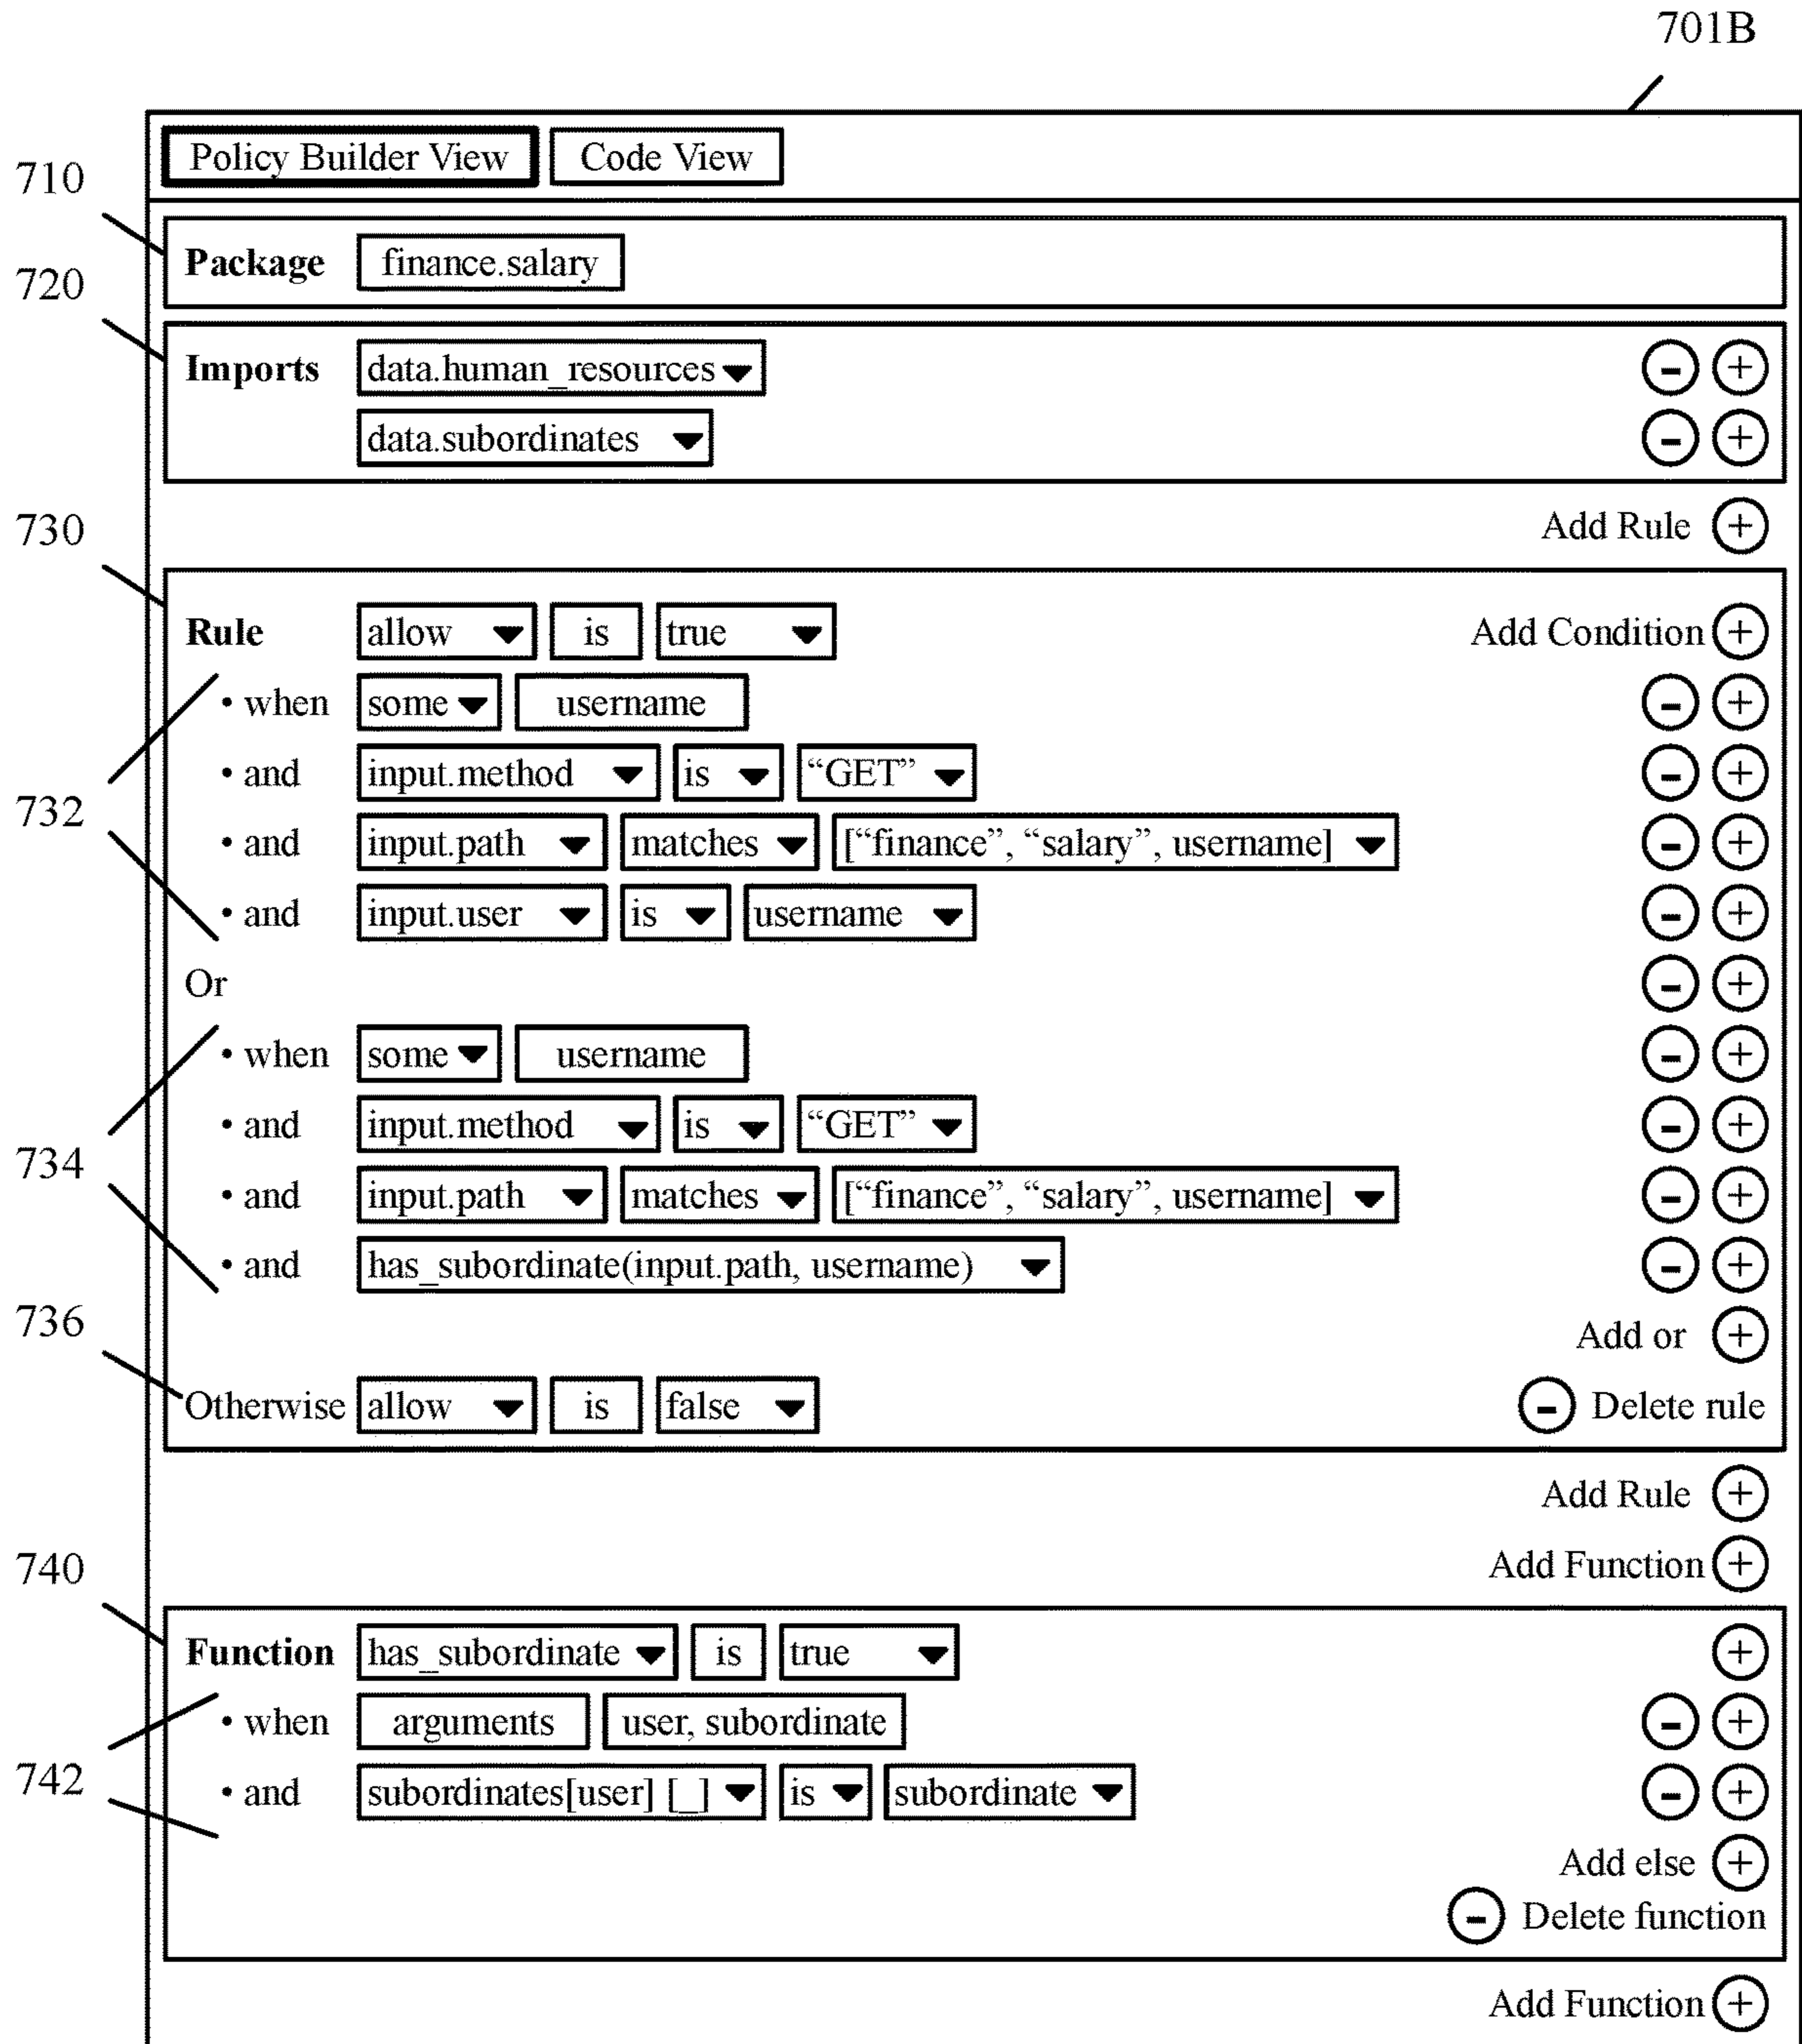 701B
Policy Builder View Code View
710
Package finance.salary
720
Imports data.human_resources - +
data.subordinates - +
730
Add Rule +
Rule allow is true Add Condition +
• when some username - +
• and input.method is “GET” - +
732
• and input.path matches [“finance”, “salary”, username] - +
• and input.user is username - +
Or - +
• when some username - +
• and input.method is “GET” - +
734
• and input.path matches [“finance”, “salary”, username] - +
• and has_subordinate(input.path, username) - +
736
Add or +
Otherwise allow is false - Delete rule
Add Rule +
740
Add Function +
Function has_subordinate is true +
• when arguments user, subordinate - +
742
• and subordinates[user] [_] is subordinate - +
Add else +
- Delete function
Add Function +